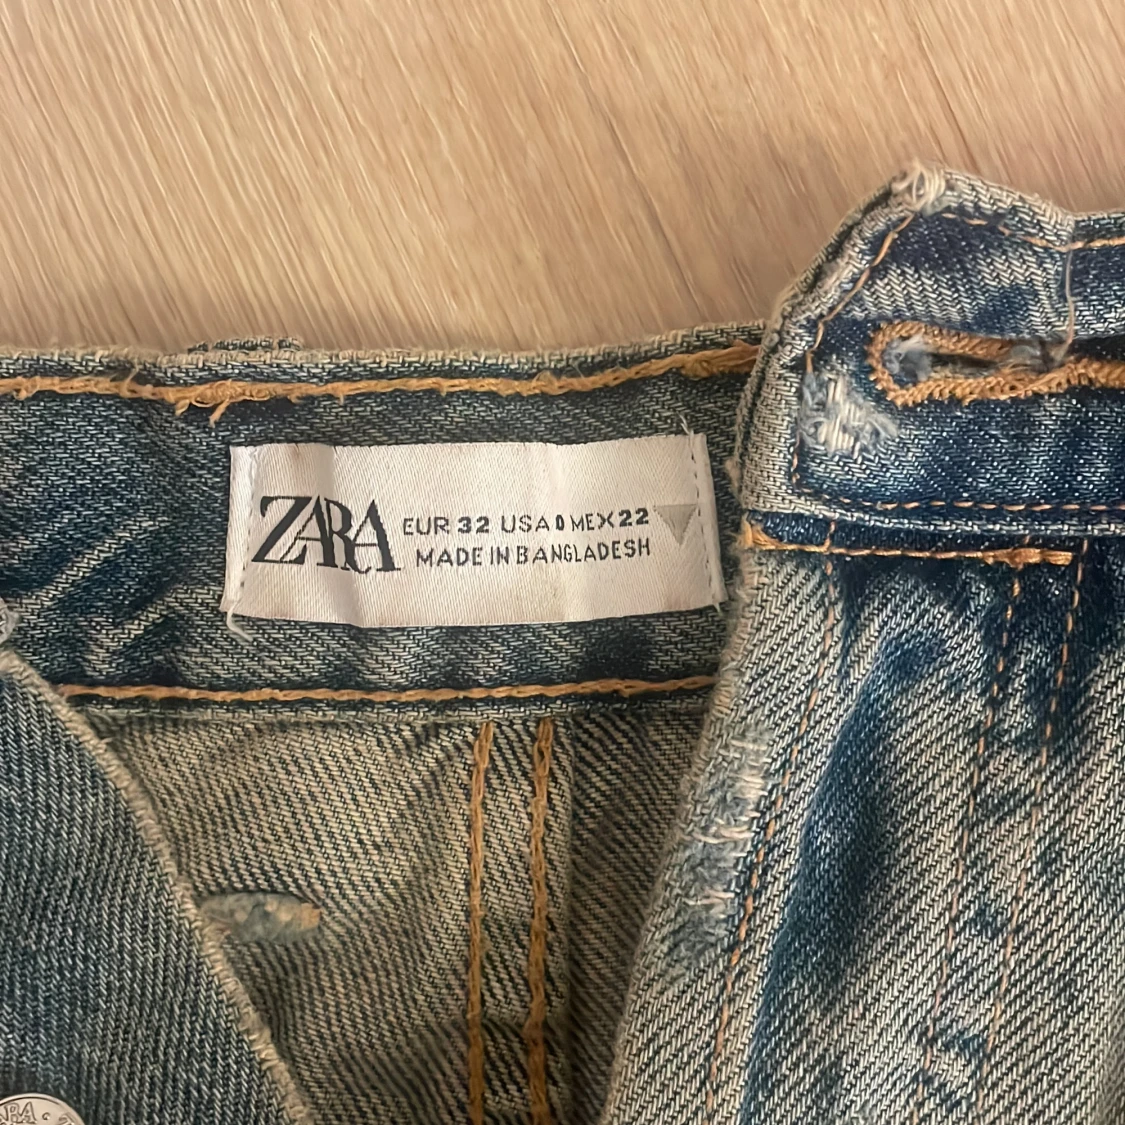 ZARA
EUR 32 USA 0 MEX 22
MADE IN BANGLADESH